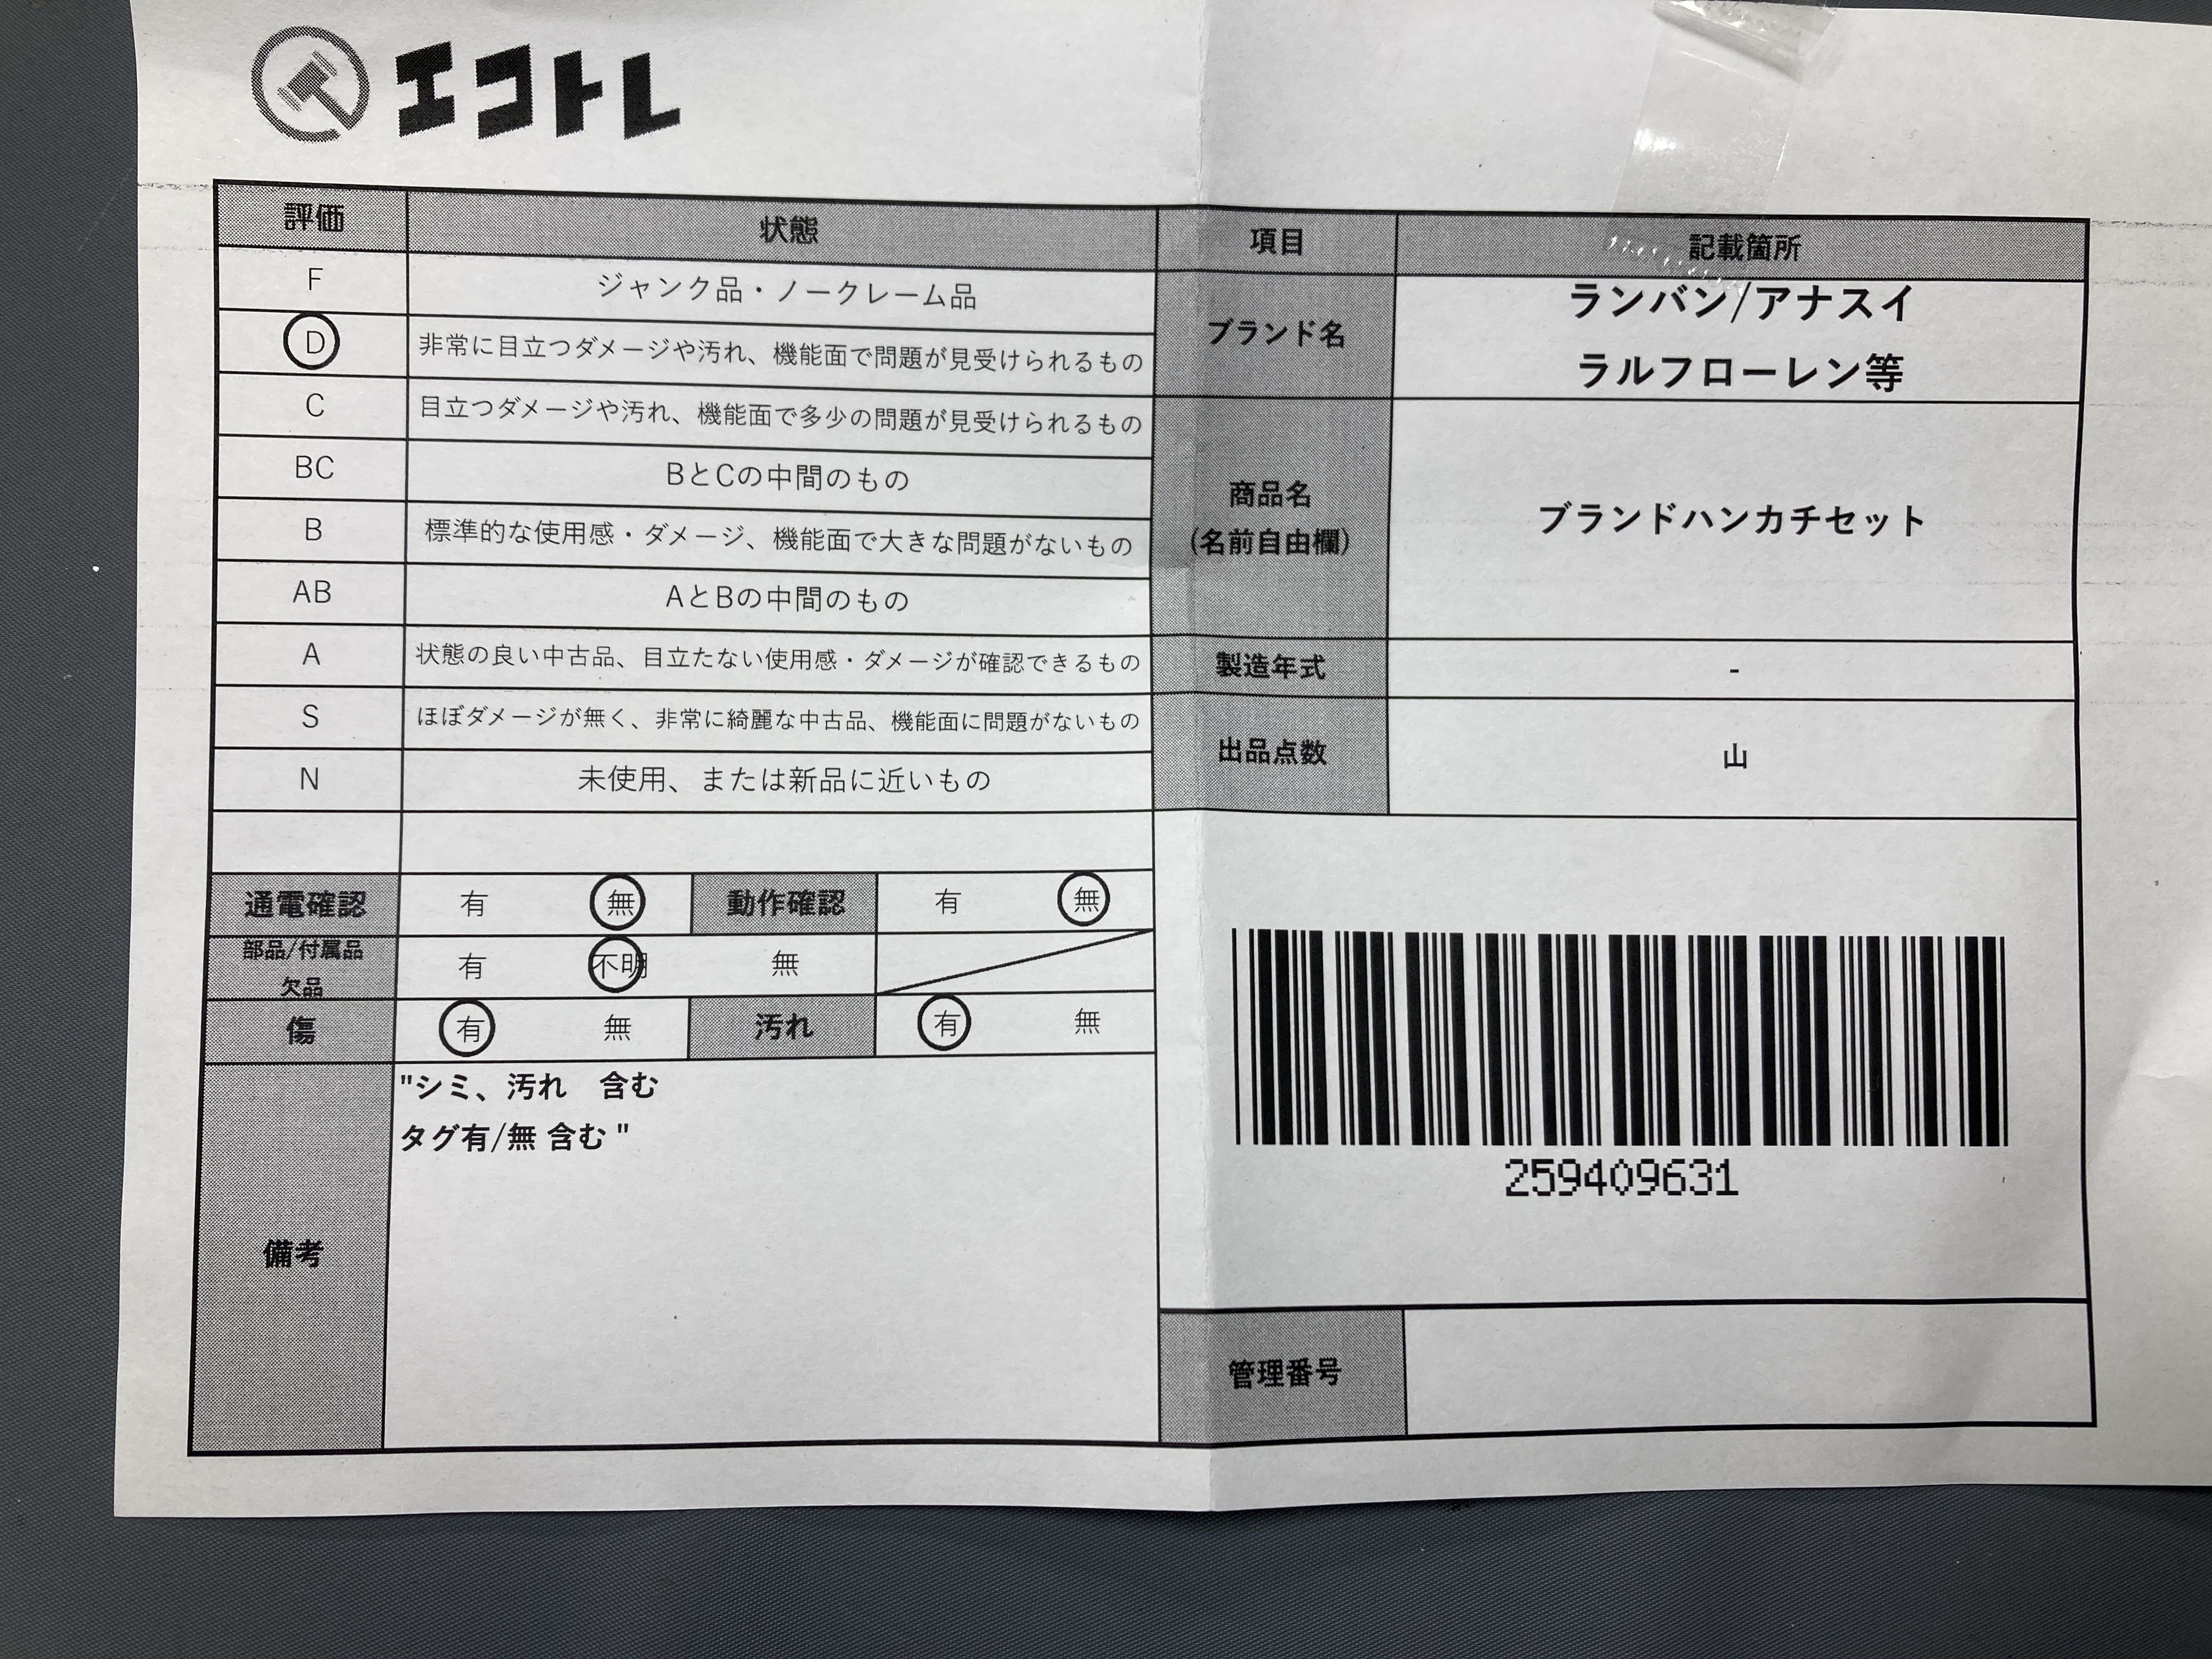 エコトレ
評価 状態
F ジャンク品・ノークレーム品
D 非常に目立つダメージや汚れ、機能面で問題が見受けられるもの
C 目立つダメージや汚れ、機能面で多少の問題が見受けられるもの
BC BとCの中間のもの
B 標準的な使用感・ダメージ、機能面で大きな問題がないもの
AB AとBの中間のもの
A 状態の良い中古品、目立たない使用感・ダメージが確認できるもの
S ほぼダメージが無く、非常に綺麗な中古品、機能面に問題がないもの
N 未使用、または新品に近いもの
通電確認 有 無 動作確認 有 無
部品/付属品
欠品
有 不明 無
傷 有 無 汚れ 有 無
備考
"シミ、汚れ　含む
タグ有/無 含む "
項目 記載箇所
ブランド名
ランバン/アナスイ
ラルフローレン等
商品名
(名前自由欄)
ブランドハンカチセット
製造年式 -
出品点数 山
259409631
管理番号